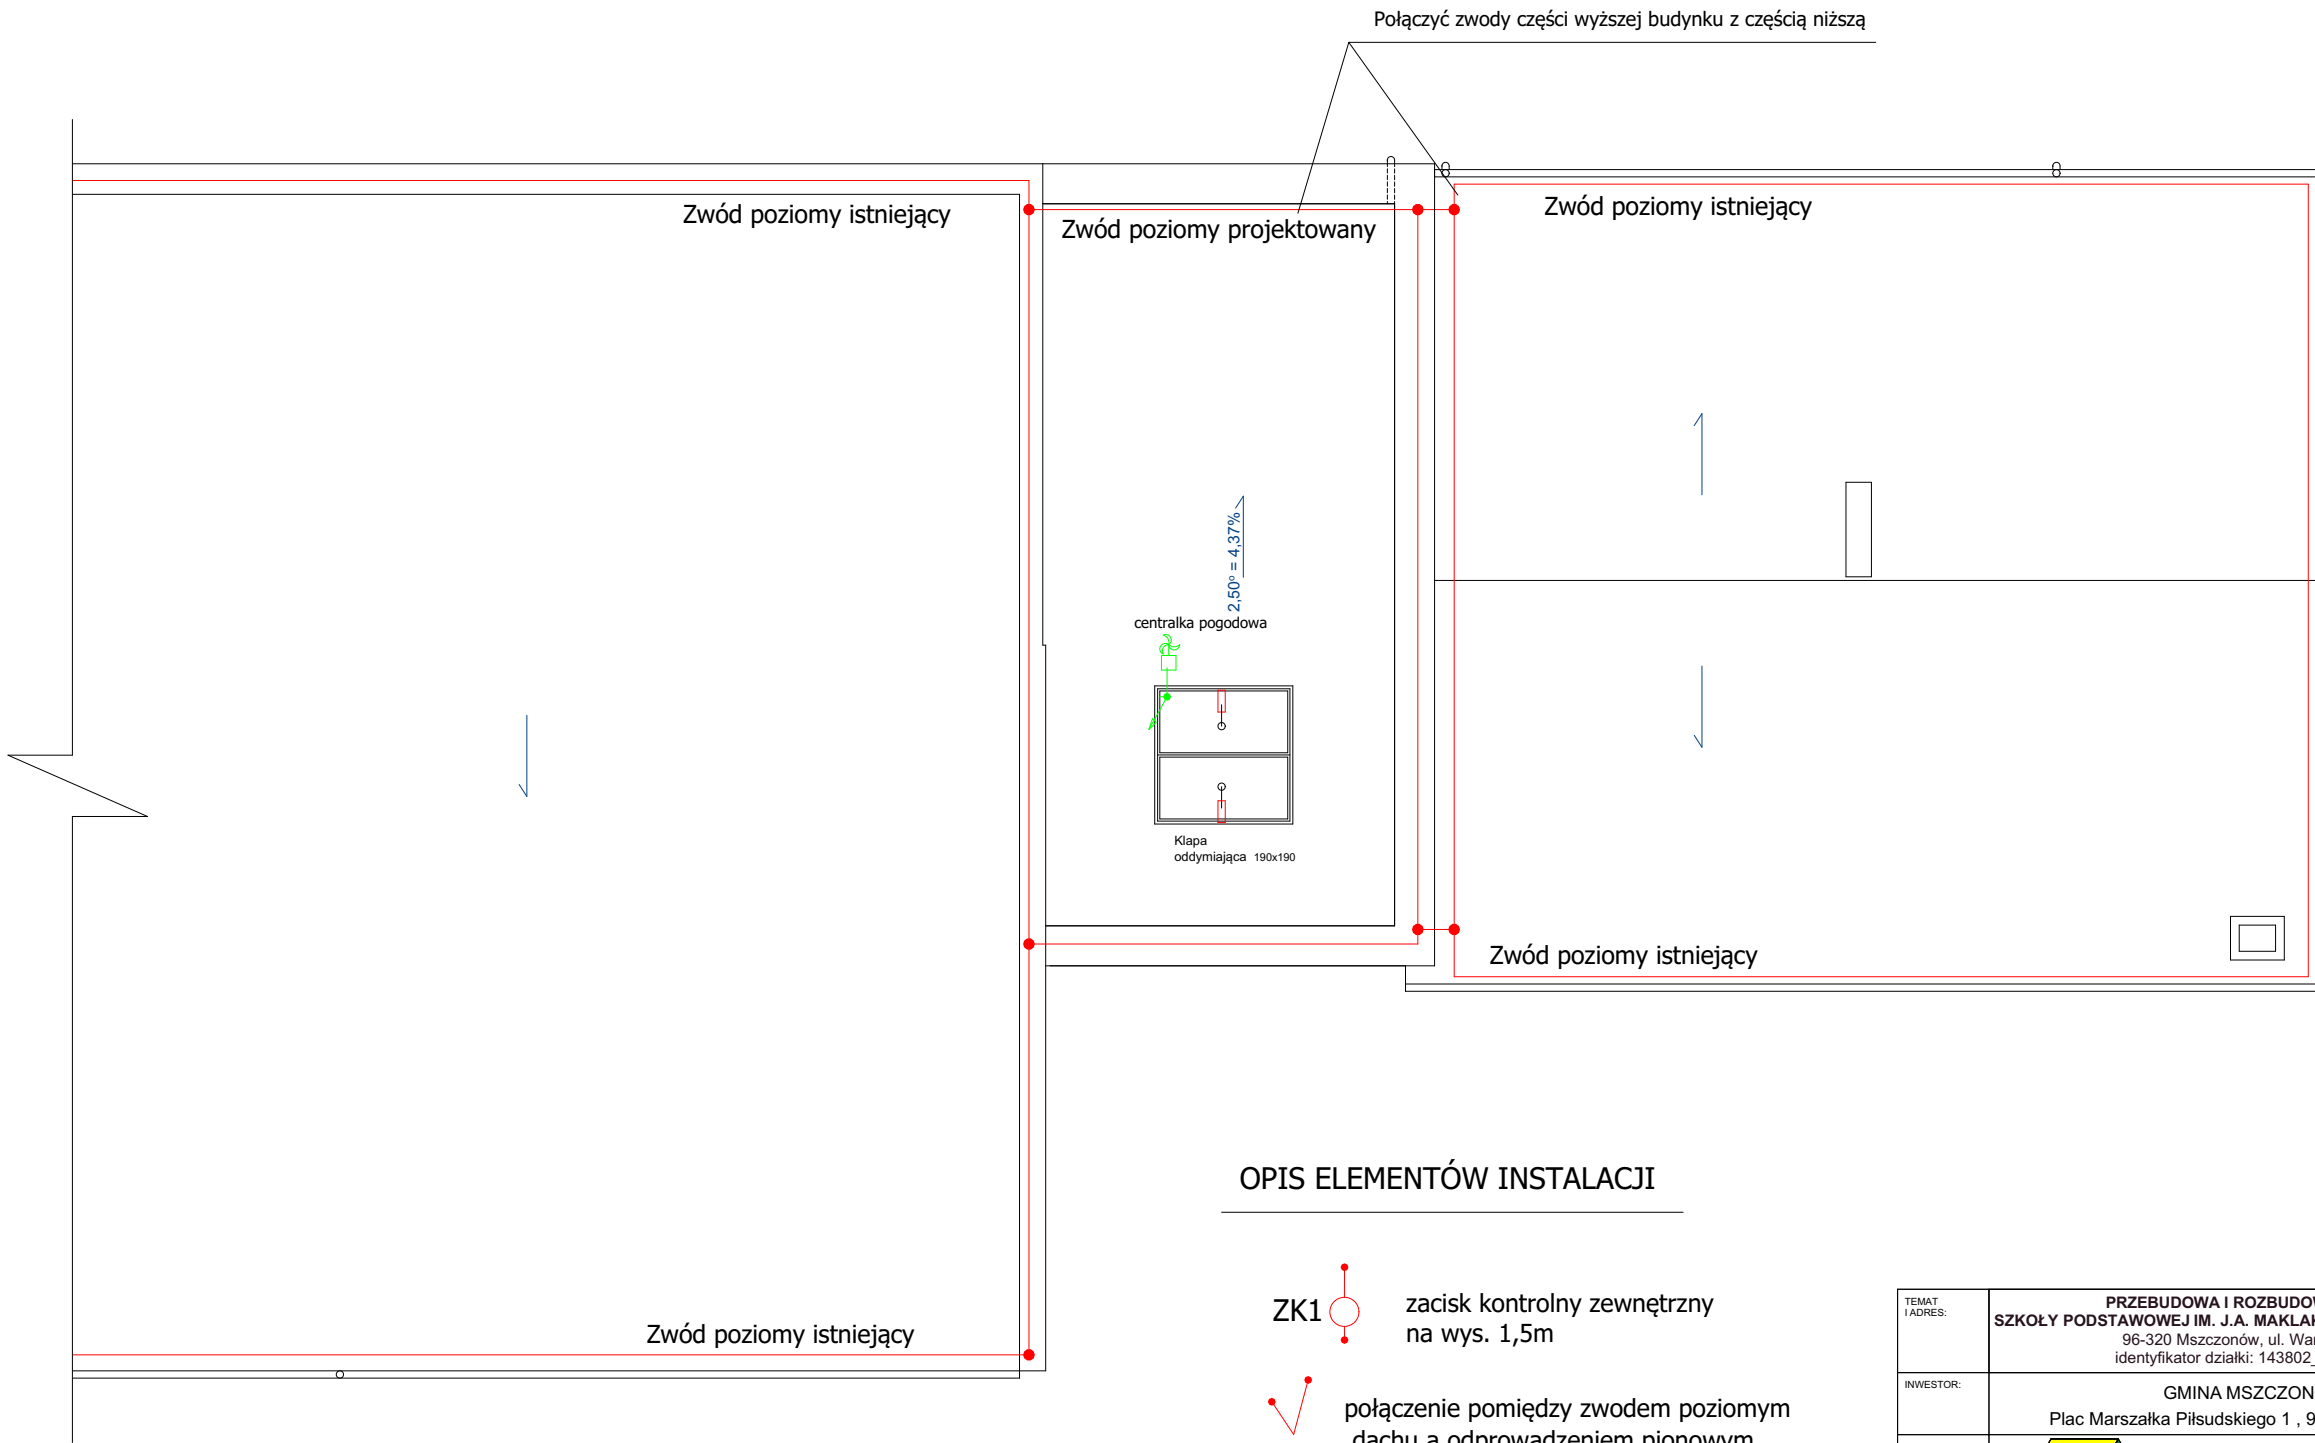 Połączyć zwody części wyższej budynku z częścią niższą
Zwód poziomy istniejący
Zwód poziomy projektowany
Zwód poziomy istniejący
2,50° = 4,37%
centralka pogodowa
Klapa
oddymiająca 190x190
Zwód poziomy istniejący
Zwód poziomy istniejący
OPIS ELEMENTÓW INSTALACJI
ZK1
zacisk kontrolny zewnętrzny
na wys. 1,5m
połączenie pomiędzy zwodem poziomym
dachu a odprowadzeniem pionowym
TEMAT
I ADRES:
PRZEBUDOWA I ROZBUDO
SZKOŁY PODSTAWOWEJ IM. J.A. MAKLA
96-320 Mszczonów, ul. Wa
identyfikator działki: 143802_
INWESTOR:
GMINA MSZCZON
Plac Marszałka Piłsudskiego 1 , 9